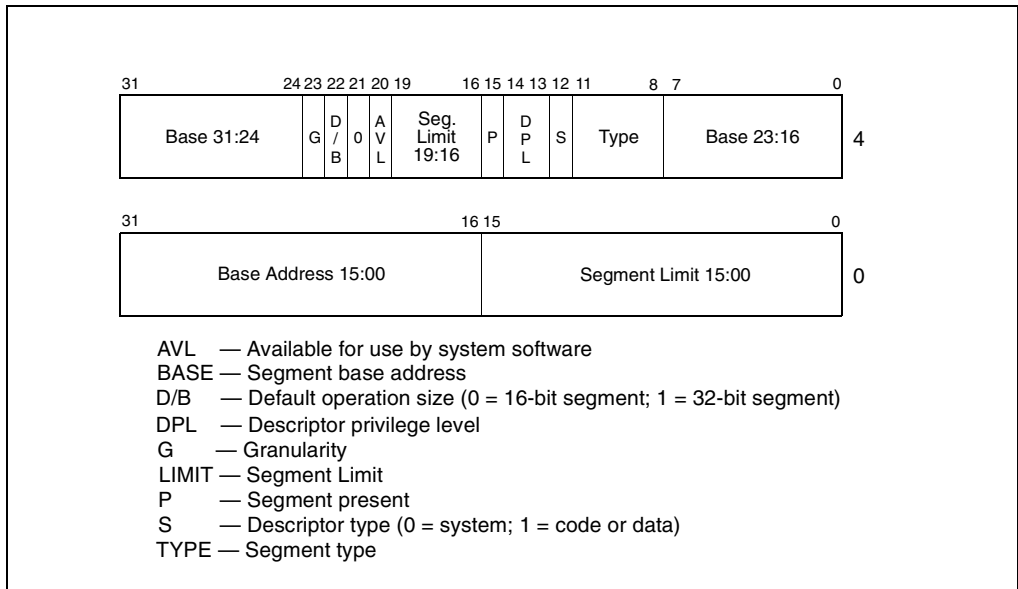 31 24 23 22 21 20 19 16 15 14 13 12 11 8 7 0
Base 31:24 G D/B 0 AVL Seg. Limit 19:16 P DPL S Type Base 23:16 4
31 16 15 0
Base Address 15:00 Segment Limit 15:00 0
AVL — Available for use by system software
BASE — Segment base address
D/B — Default operation size (0 = 16-bit segment; 1 = 32-bit segment)
DPL — Descriptor privilege level
G — Granularity
LIMIT — Segment Limit
P — Segment present
S — Descriptor type (0 = system; 1 = code or data)
TYPE — Segment type